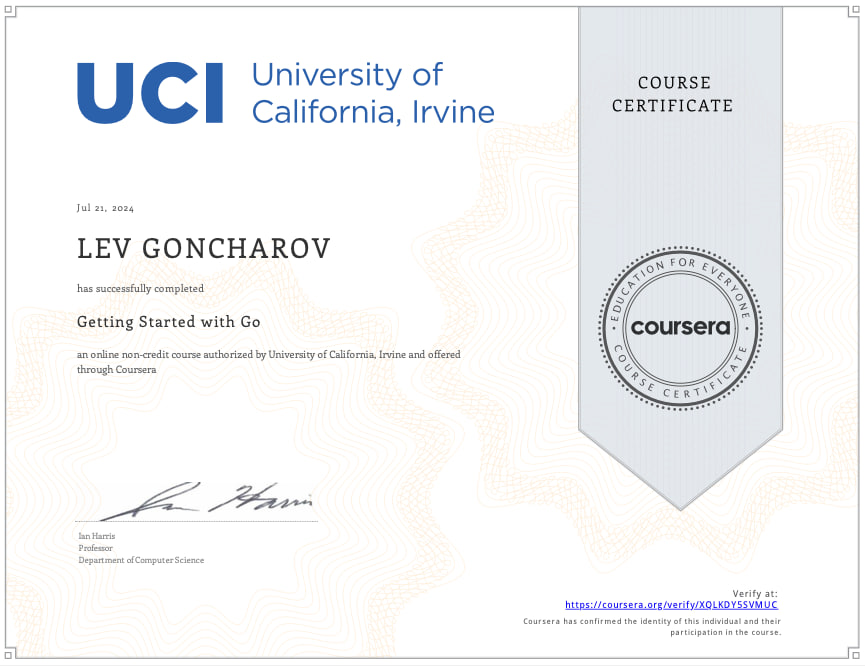 UCI
University of
California, Irvine
COURSE
CERTIFICATE
Jul 21, 2024
LEV GONCHAROV
has successfully completed
Getting Started with Go
an online non-credit course authorized by University of California, Irvine and offered
through Coursera
EDUCATION FOR EVERYONE
coursera
COURSE CERTIFICATE
Ian Harris
Ian Harris
Professor
Department of Computer Science
Verify at:
https://coursera.org/verify/XQLKDY5SVMUC
Coursera has confirmed the identity of this individual and their
participation in the course.